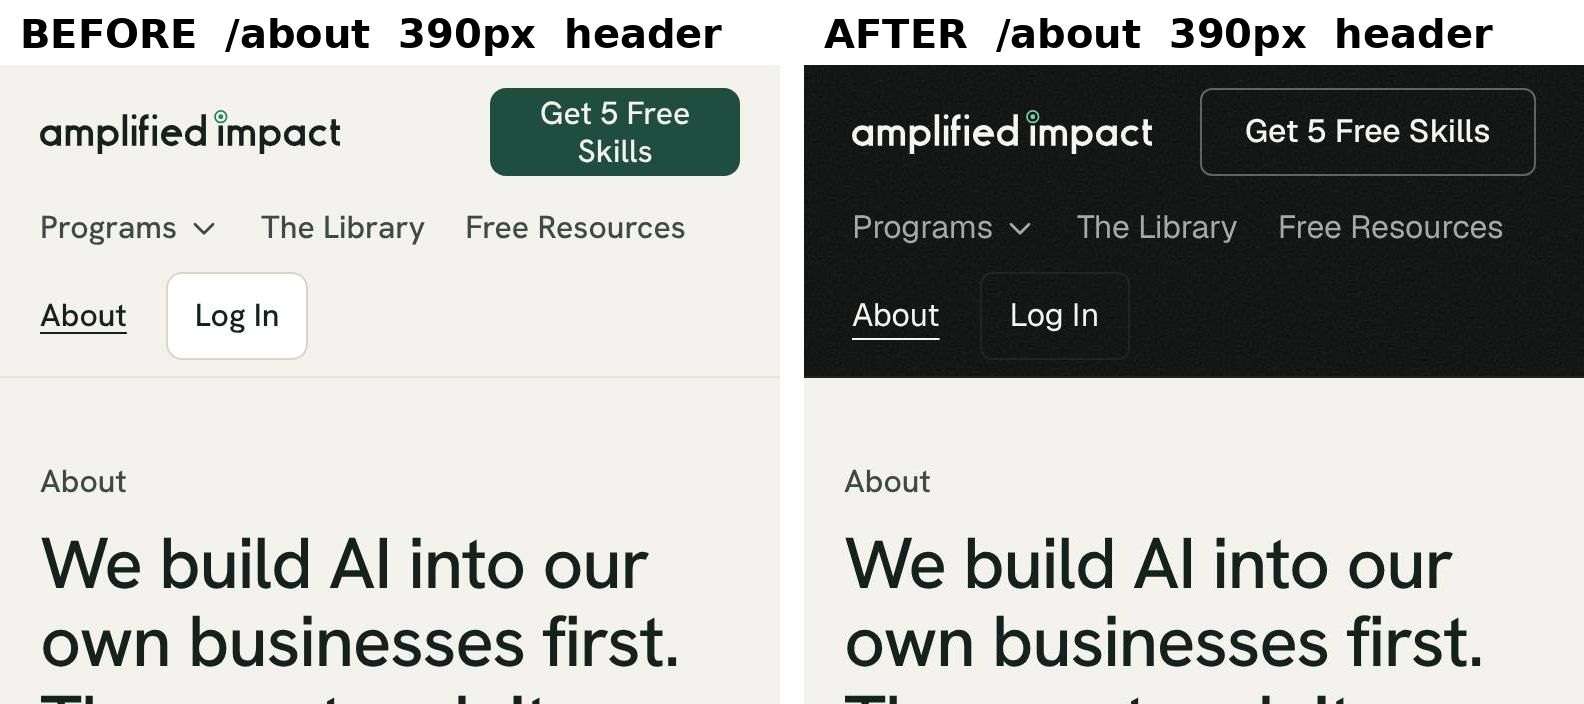 BEFORE /about 390px header
amplified impact
Get 5 Free
Skills
Programs The Library Free Resources
About Log In
About
We build AI into our
own businesses first.
AFTER /about 390px header
amplified impact Get 5 Free Skills
Programs The Library Free Resources
About Log In
About
We build AI into our
own businesses first.